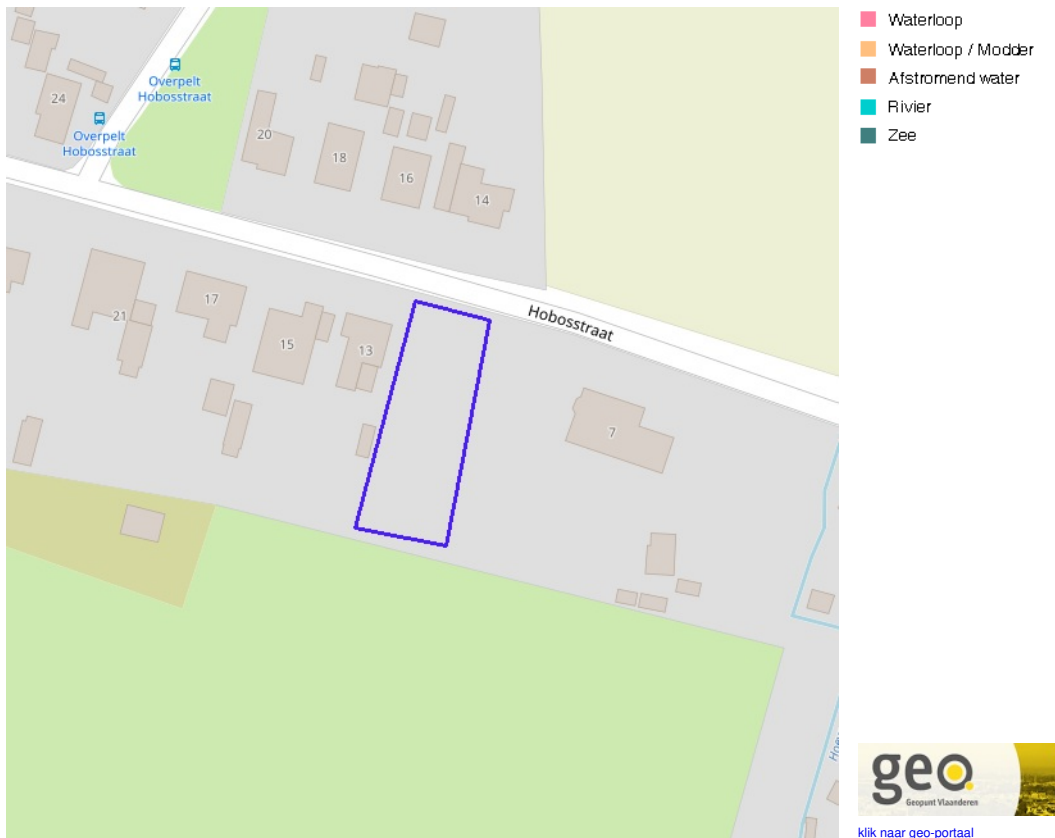 Waterloop
Waterloop / Modder
Afstromend water
Rivier
Zee
Overpelt
Hobosstraat
Overpelt
Hobosstraat
24
20
18
16
14
Hobosstraat
21
17
15
13
7
geo.
Geopunt Vlaanderen
klik naar geo-portaal